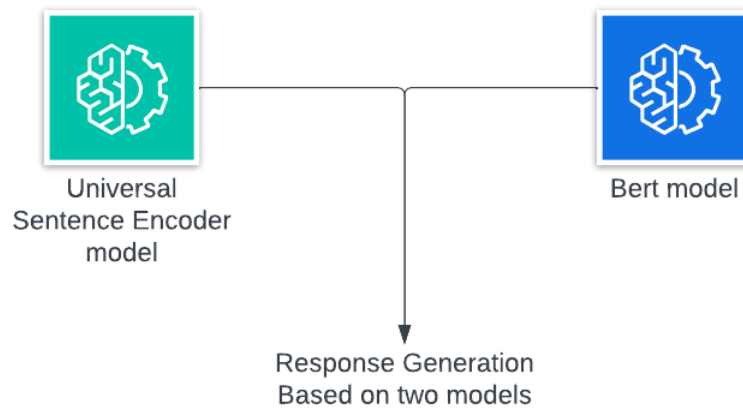 Universal
Sentence Encoder
model
Bert model
Response Generation
Based on two models